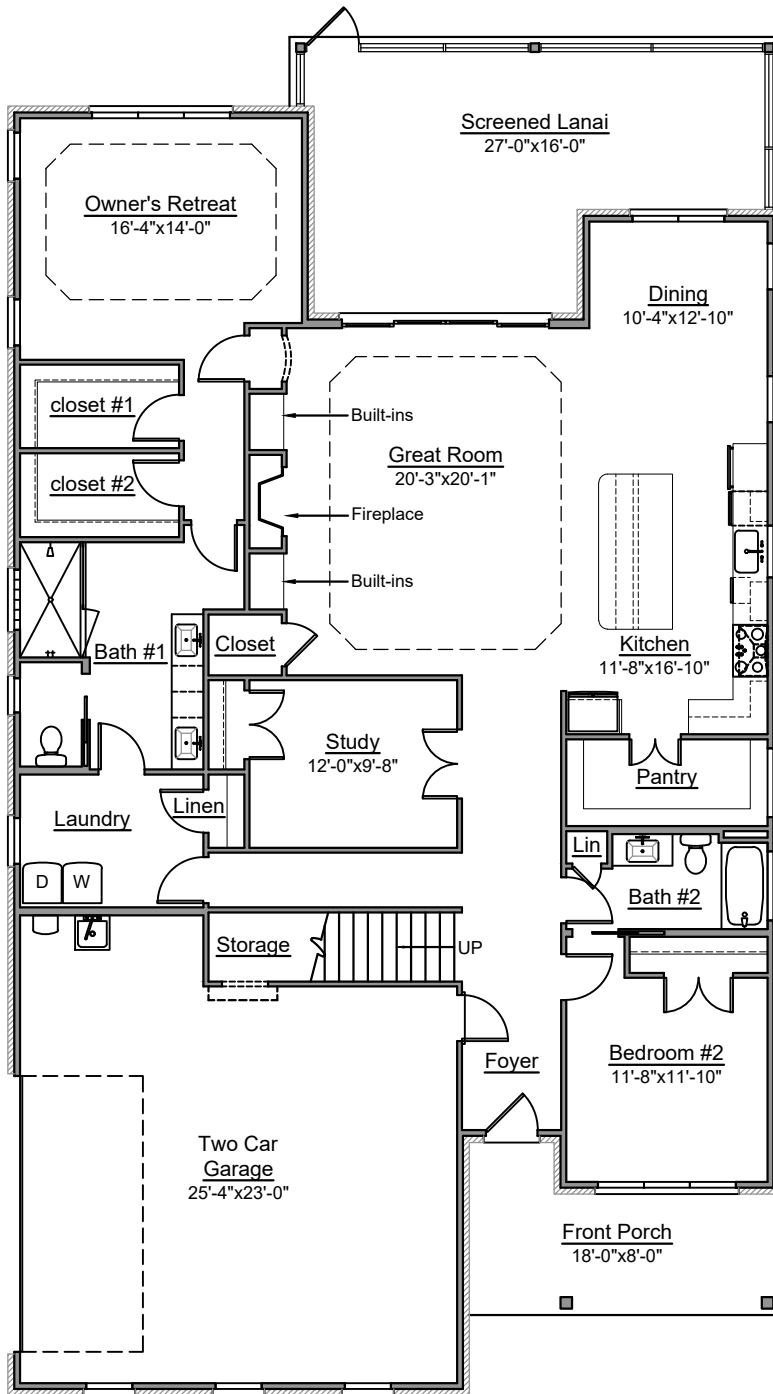 Screened Lanai
27'-0"x16'-0"
Owner's Retreat
16'-4"x14'-0"
Dining
10'-4"x12'-10"
closet #1
Built-ins
Great Room
20'-3"x20'-1"
closet #2
Fireplace
Built-ins
Closet
Bath #1
Kitchen
11'-8"x16'-10"
Study
12'-0"x9'-8"
Pantry
Linen
Laundry
Lin
D
W
Bath #2
Storage
UP
Foyer
Bedroom #2
11'-8"x11'-10"
Two Car
Garage
25'-4"x23'-0"
Front Porch
18'-0"x8'-0"